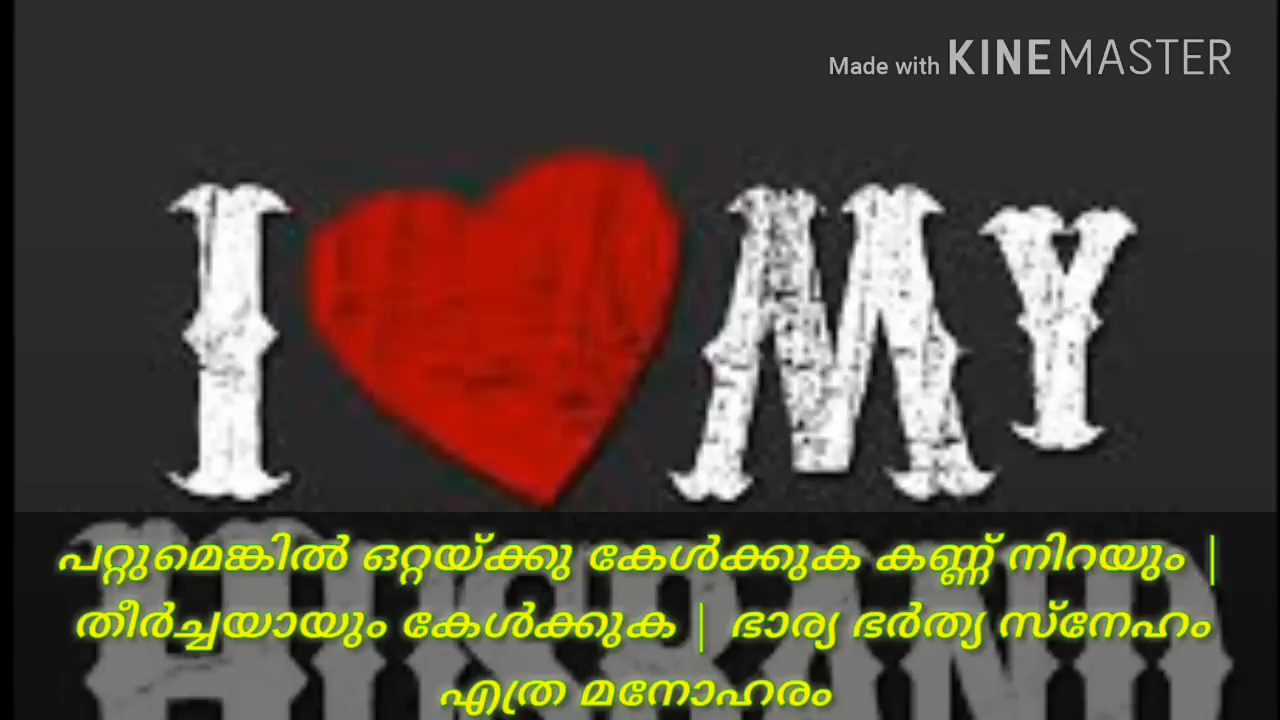 Made with KINEMASTER
I MY
HUSBAND
പറ്റുമെങ്കിൽ ഒറ്റയ്ക്കു കേൾക്കുക കണ്ണ് നിറയും |
തീർച്ചയായും കേൾക്കുക | ഭാര്യ ഭർത്യ സ്നേഹം
എത്ര മനോഹരം